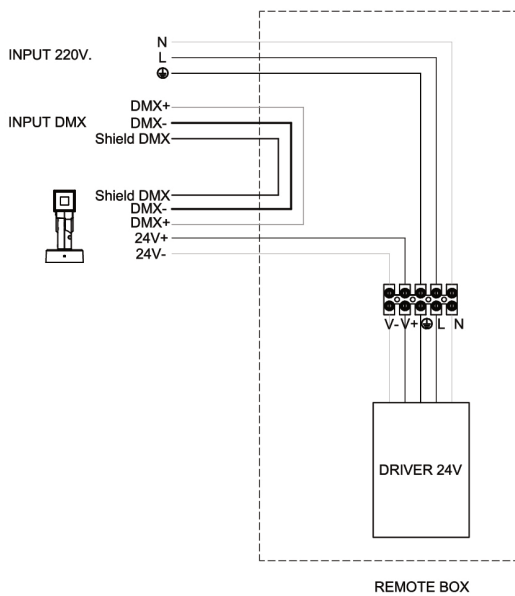 N
INPUT 220V.
L
DMX+
INPUT DMX
DMX-
Shield DMX
Shield DMX
DMX-
DMX+
24V+
24V-
V- V+ L N
DRIVER 24V
REMOTE BOX